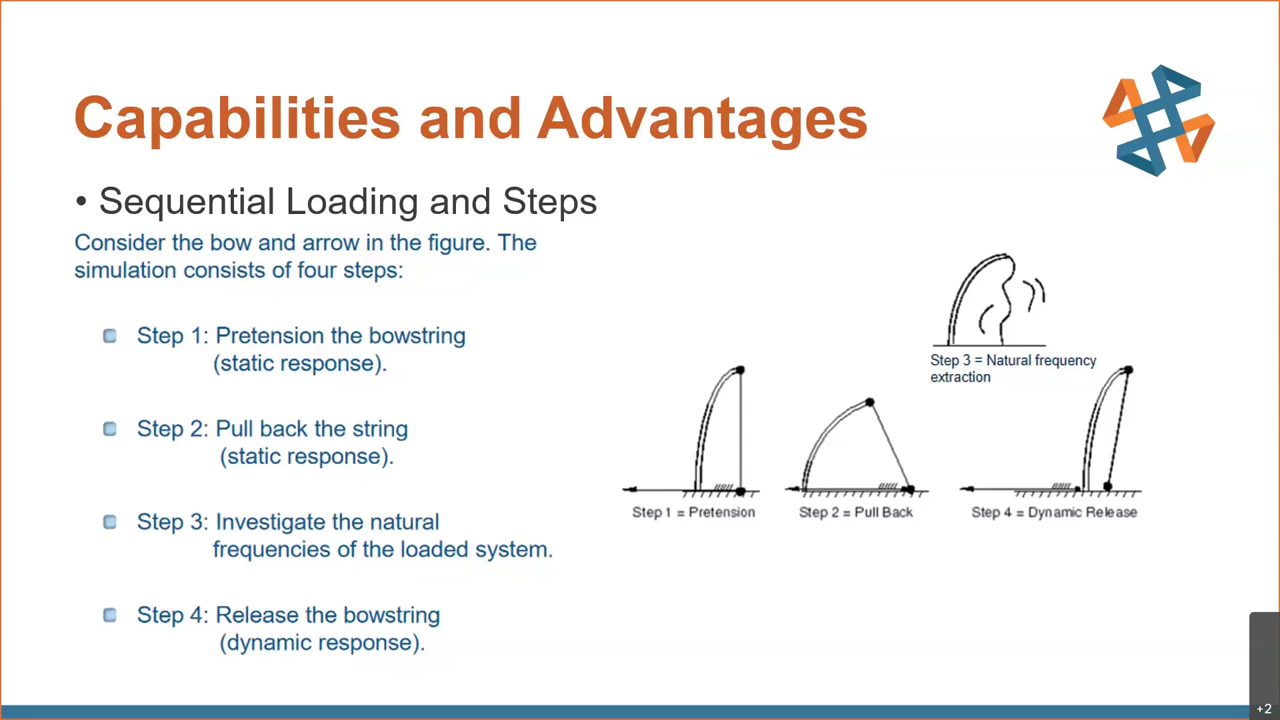 Capabilities and Advantages
• Sequential Loading and Steps
Consider the bow and arrow in the figure. The
simulation consists of four steps:
Step 1: Pretension the bowstring
(static response).
Step 2: Pull back the string
(static response).
Step 3: Investigate the natural
frequencies of the loaded system.
Step 4: Release the bowstring
(dynamic response).
Step 3 = Natural frequency
extraction
Step 1 = Pretension
Step 2 = Pull Back
Step 4 = Dynamic Release
+2